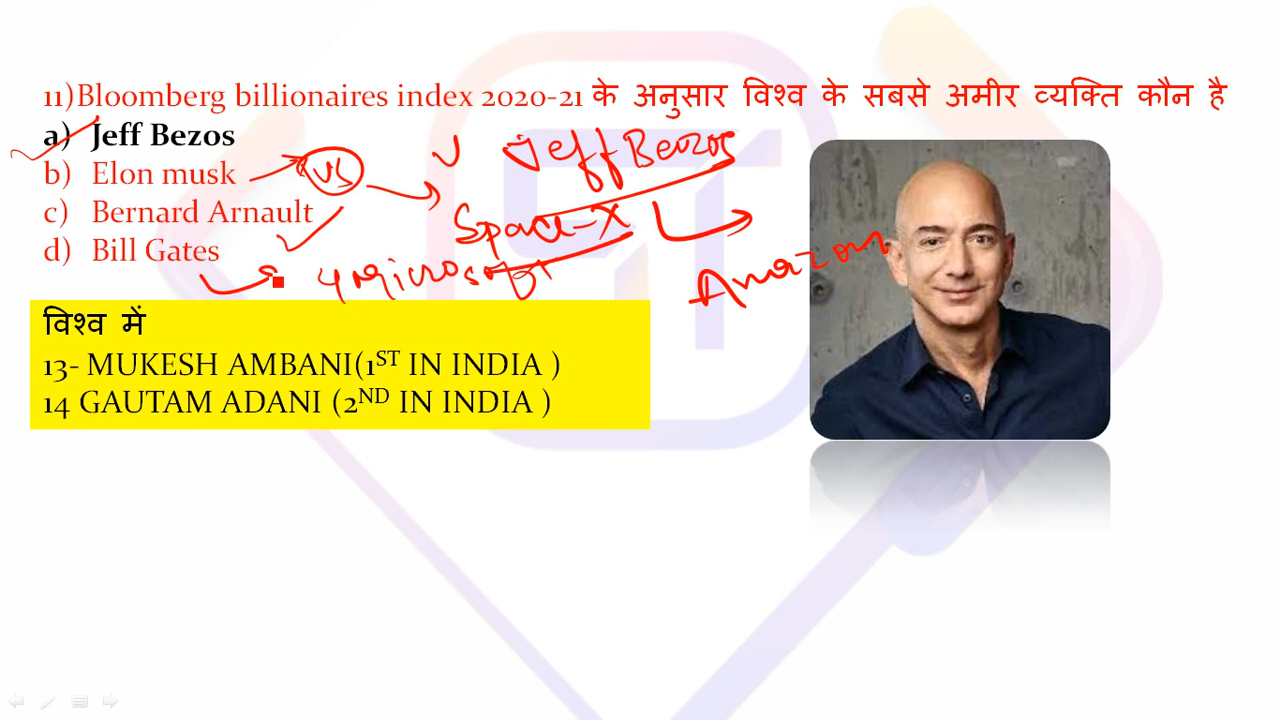 11)Bloomberg billionaires index 2020-21 के अनुसार विश्व के सबसे अमीर व्यक्ति कौन है
a) Jeff Bezos
b) Elon musk
c) Bernard Arnault
d) Bill Gates
US
Jeff Bezos
Space-X
microsoft
Amazon
विश्व में
13- MUKESH AMBANI(1ST IN INDIA )
14 GAUTAM ADANI (2ND IN INDIA )